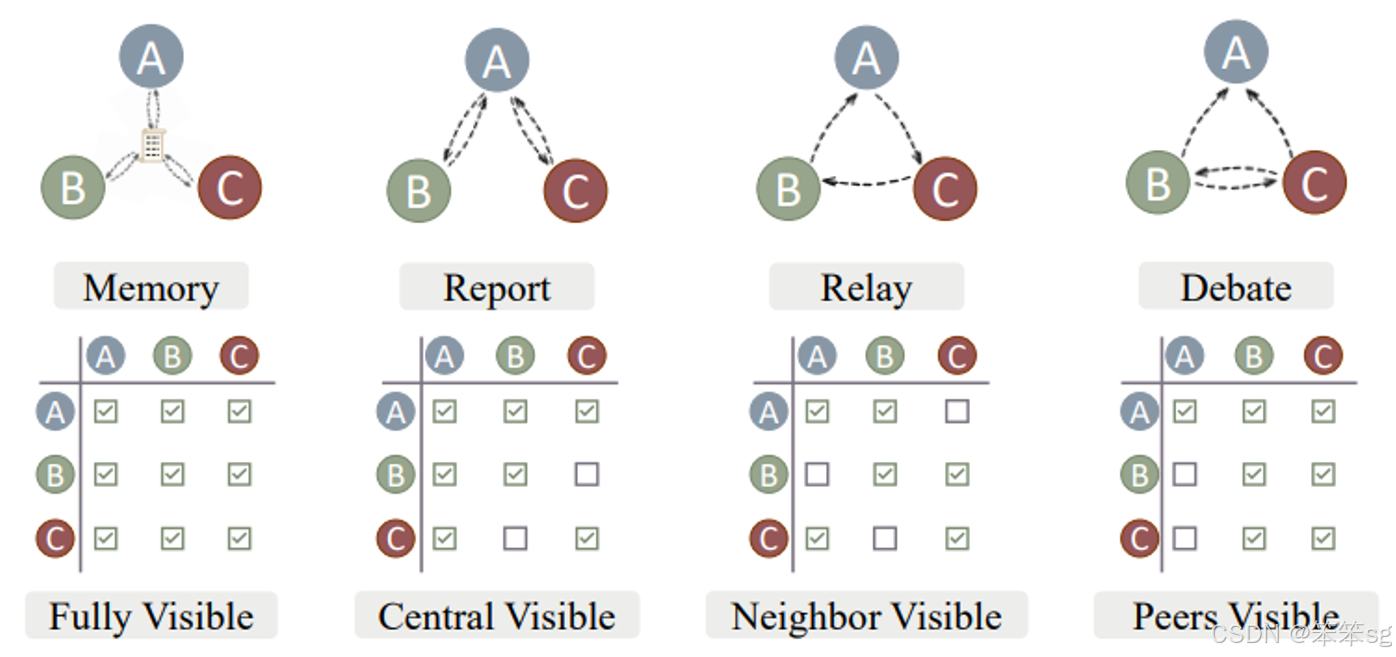 A A A A
B C B C B C B C
Memory Report Relay Debate
A B C A B C A B C A B C
A A A A
B B B B
C C C C
Fully Visible Central Visible Neighbor Visible Peers Visible
CSDN @笨笨sg